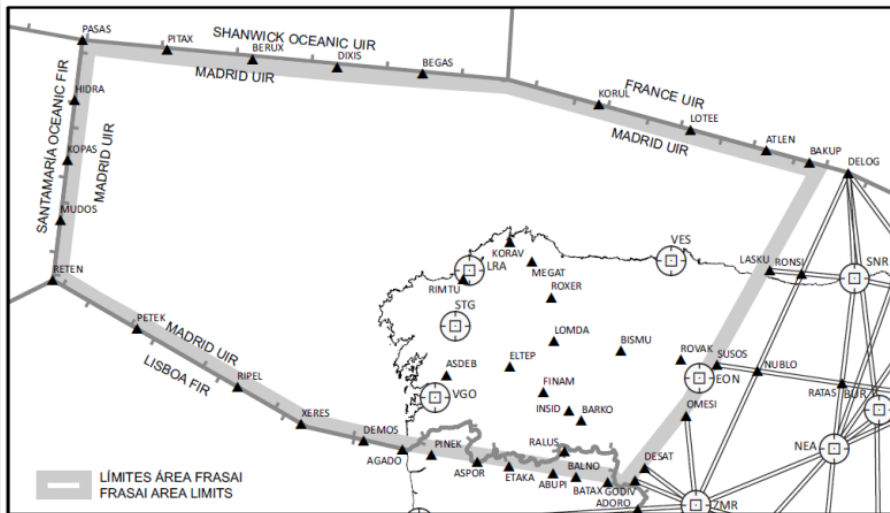 PASAS
PITAX
SHANWICK OCEANIC UIR
BERUX
DIXIS
MADRID UIR
BEGAS
FRANCE UIR
KORUL
LOTEE
MADRID UIR
ATLEN
BAKUP
DELOG
SANTAMARÍA OCEANIC FIR
HIDRA
MADRID UIR
KOPAS
MUDOS
RETEN
KORAV
VES
LRA
MEGAT
RIMTU
LASKU
RONSI
SNR
ROXER
STG
PETEK
MADRID UIR
LISBOA FIR
LOMDA
BISMU
ROVAK
SUSOS
NUBLO
ASDEB
ELTEP
EON
RIPEL
VGO
FINAM
RATAS
BUR
INSID
BARKO
OMESI
XERES
DEMOS
AGADO
PINEK
RALUS
NEA
ASPOR
ETAKA
ABUPI
BALNO
BATAX
GODIV
DESAT
ADORO
ZMR
LÍMITES ÁREA FRASAI
FRASAI AREA LIMITS